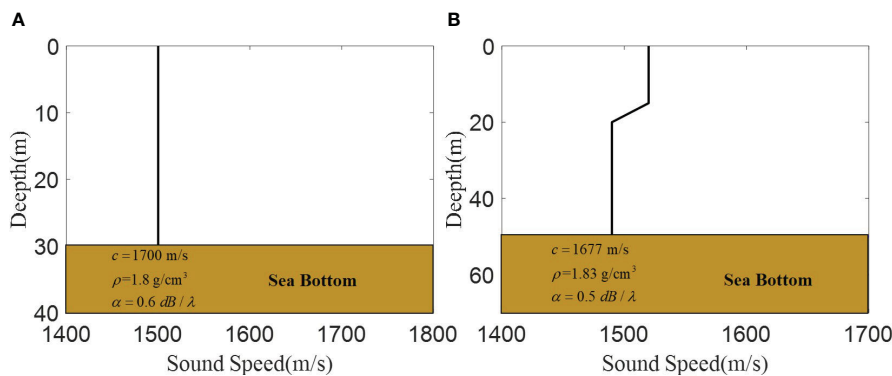 A
0
10
20
30
40
Deepth(m)
c = 1700 m/s
ρ=1.8 g/cm³
α = 0.6 dB / λ
Sea Bottom
1400 1500 1600 1700 1800
Sound Speed(m/s)
B
0
20
40
60
Deepth(m)
c = 1677 m/s
ρ=1.83 g/cm³
α = 0.5 dB / λ
Sea Bottom
1400 1500 1600 1700
Sound Speed(m/s)